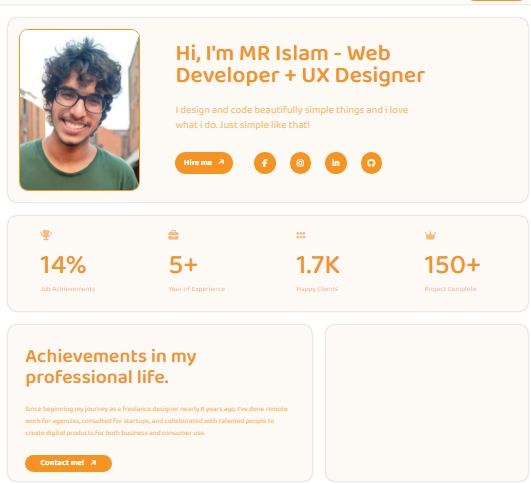 Hi, I'm MR Islam - Web
Developer + UX Designer
I design and code beautifully simple things and i love
what i do. Just simple like that!
Hire me
14%
5+
1.7K
150+
Job Achievements
Year of Experience
Happy Clients
Project Complete
Achievements in my
professional life.
Since beginning my journey as a freelance designer nearly 8 years ago, I've done remote
work for agencies, consulted for startups, and collaborated with talented people to
create digital products for both business and consumer use.
Contact me!